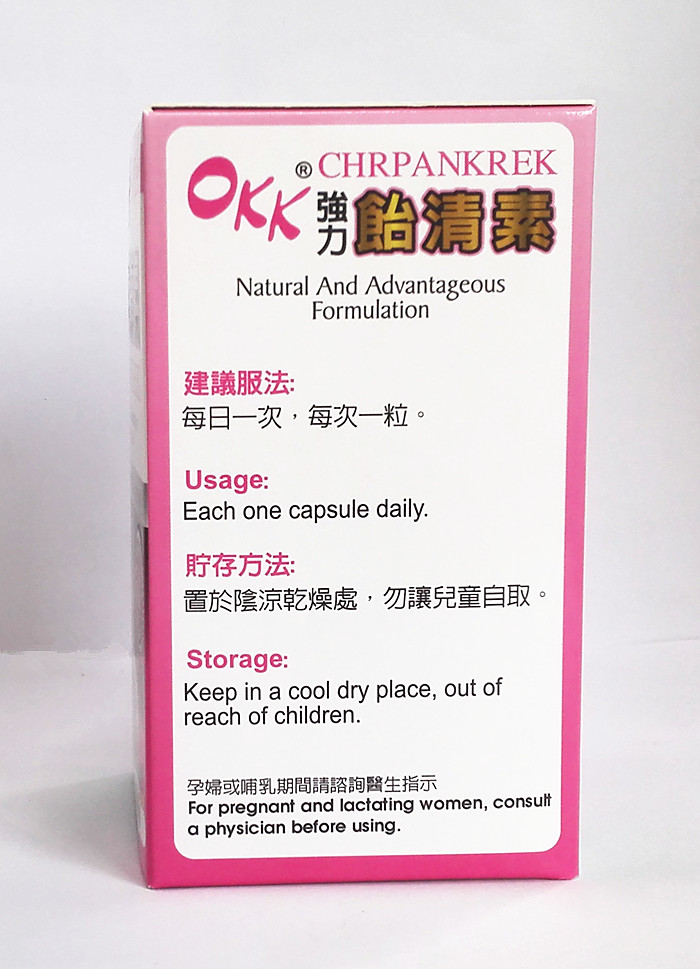 OKK® CHRPANKREK
強力 飴清素
Natural And Advantageous
Formulation
建議服法:
每日一次，每次一粒。
Usage:
Each one capsule daily.
貯存方法:
置於陰涼乾燥處，勿讓兒童自取。
Storage:
Keep in a cool dry place, out of
reach of children.
孕婦或哺乳期間請諮詢醫生指示
For pregnant and lactating women, consult
a physician before using.